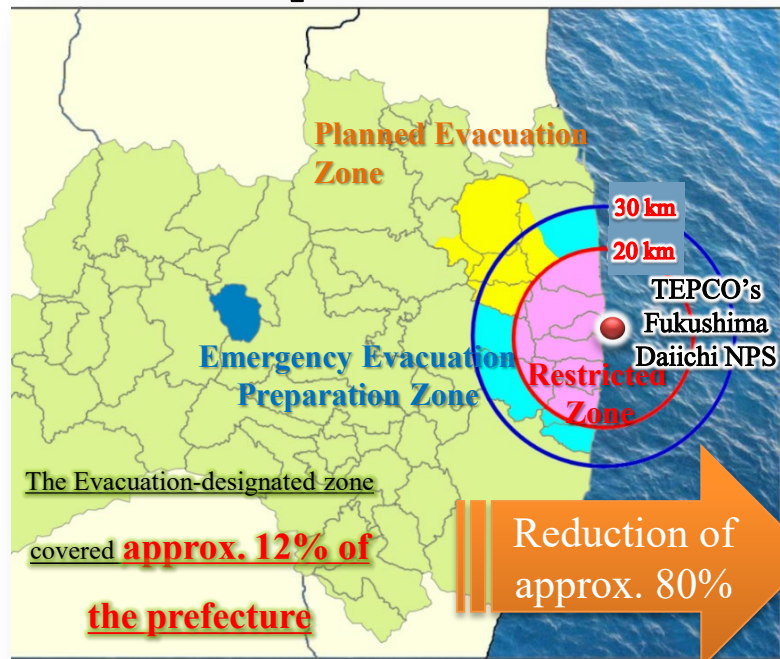 Planned Evacuation
Zone
30 km
20 km
TEPCO's
Fukushima
Daiichi NPS
Emergency Evacuation
Preparation Zone
Restricted
Zone
The Evacuation-designated zone
covered approx. 12% of
the prefecture
Reduction of
approx. 80%